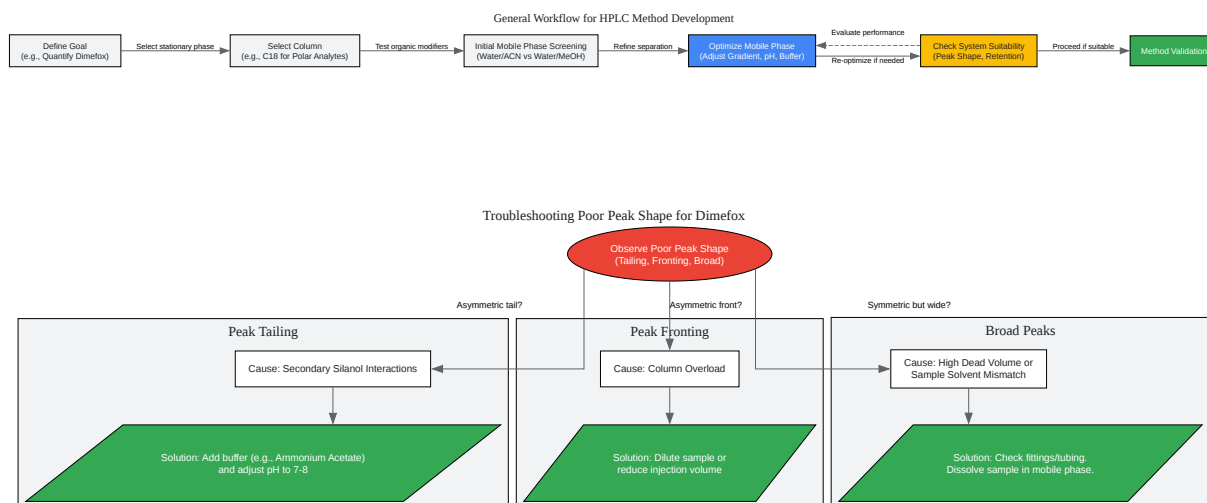 General Workflow for HPLC Method Development
Define Goal
(e.g., Quantify Dimefox)
Select stationary phase
Select Column
(e.g., C18 for Polar Analytes)
Test organic modifiers
Initial Mobile Phase Screening
(Water/ACN vs Water/MeOH)
Refine separation
Optimize Mobile Phase
(Adjust Gradient, pH, Buffer)
Evaluate performance
Re-optimize if needed
Check System Suitability
(Peak Shape, Retention)
Proceed if suitable
Method Validation
Troubleshooting Poor Peak Shape for Dimefox
Observe Poor Peak Shape
(Tailing, Fronting, Broad)
Asymmetric tail?
Asymmetric front?
Symmetric but wide?
Peak Tailing
Peak Fronting
Broad Peaks
Cause: Secondary Silanol Interactions
Cause: Column Overload
Cause: High Dead Volume or
Sample Solvent Mismatch
Solution: Add buffer (e.g., Ammonium Acetate)
and adjust pH to 7-8
Solution: Dilute sample or
reduce injection volume
Solution: Check fittings/tubing.
Dissolve sample in mobile phase.